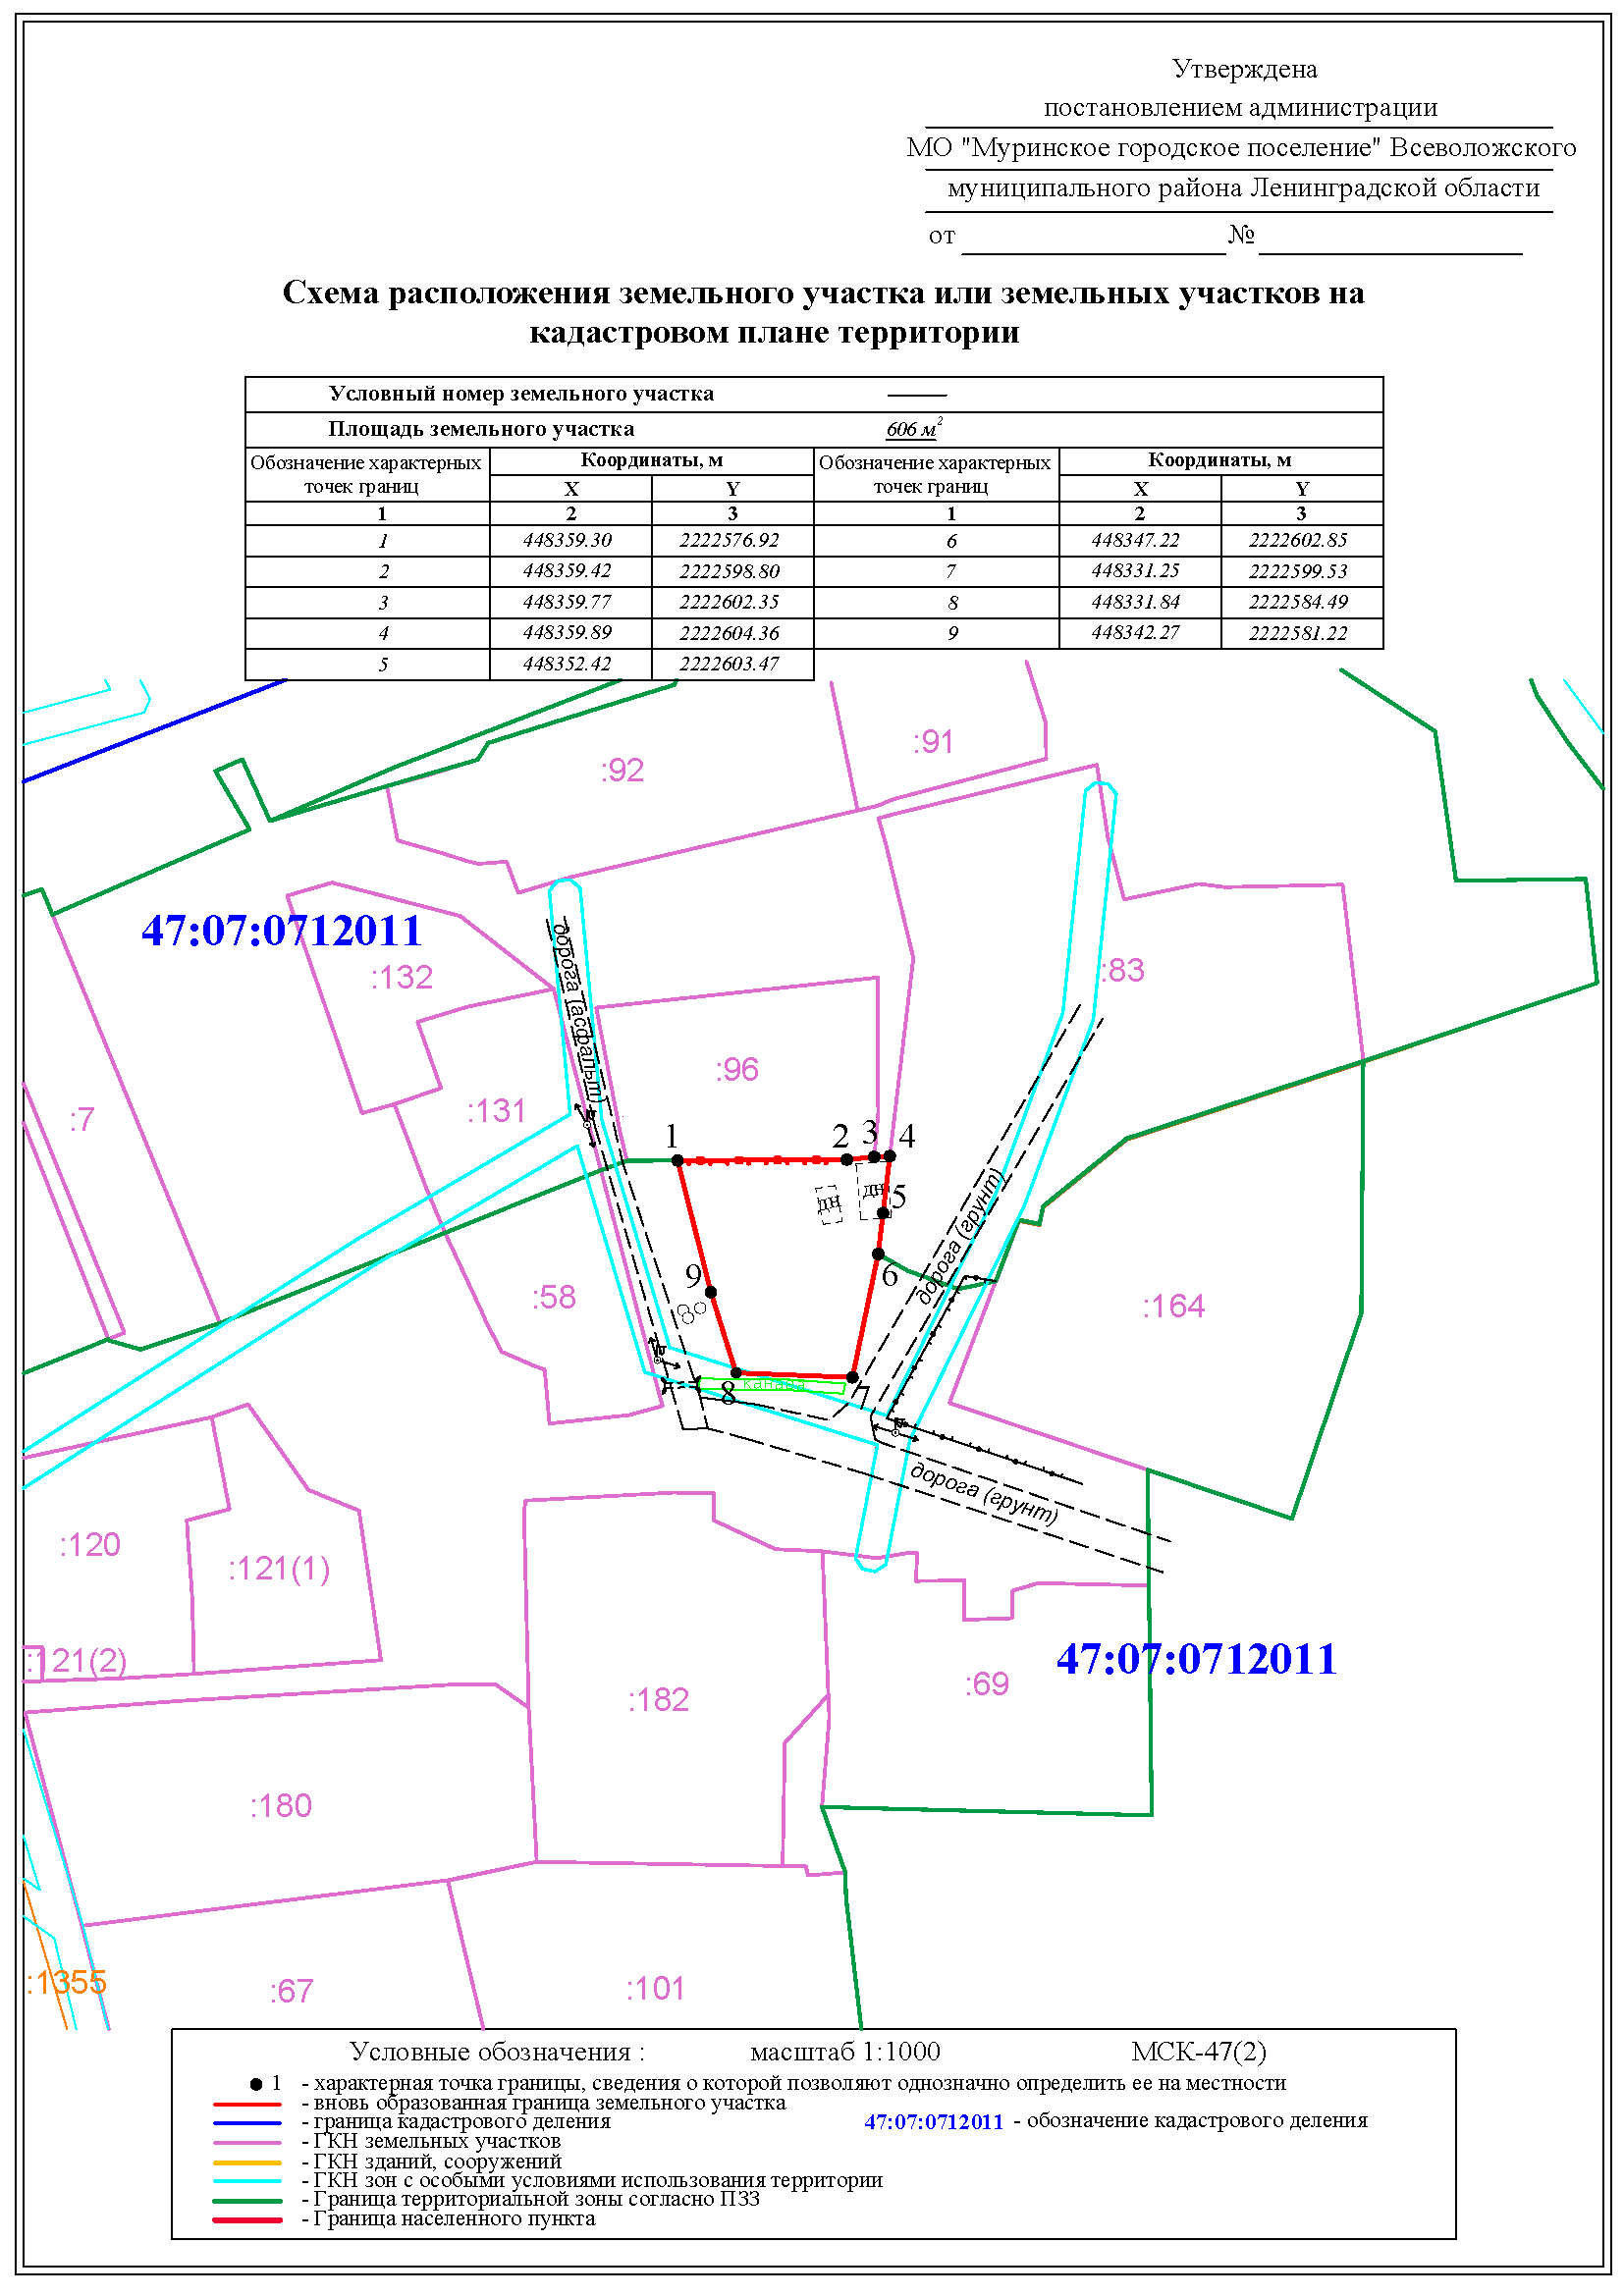 Утверждена
постановлением администрации
МО "Муринское городское поселение" Всеволожского
муниципального района Ленинградской области
от №
Схема расположения земельного участка или земельных участков на
кадастровом плане территории
Условный номер земельного участка
Площадь земельного участка 606 м²
Обозначение характерных точек границ Координаты, м Обозначение характерных точек границ Координаты, м
X Y X Y
1 2 3 1 2 3
1 448359.30 2222576.92 6 448347.22 2222602.85
2 448359.42 2222598.80 7 448331.25 2222599.53
3 448359.77 2222602.35 8 448331.84 2222584.49
4 448359.89 2222604.36 9 448342.27 2222581.22
5 448352.42 2222603.47
:91
:92
47:07:0712011
:132
дорога (асфальт)
:83
:96
:131
:7
1
2
3
4
дн
дн
5
дорога (грунт)
9
6
:58
:164
8
канава
7
дорога (грунт)
:120
:121(1)
:121(2)
47:07:0712011
:69
:182
:180
:1355
:67
:101
Условные обозначения : масштаб 1:1000 МСК-47(2)
1 - характерная точка границы, сведения о которой позволяют однозначно определить ее на местности
- вновь образованная граница земельного участка
- граница кадастрового деления 47:07:0712011 - обозначение кадастрового деления
- ГКН земельных участков
- ГКН зданий, сооружений
- ГКН зон с особыми условиями использования территории
- Граница территориальной зоны согласно ПЗЗ
- Граница населенного пункта